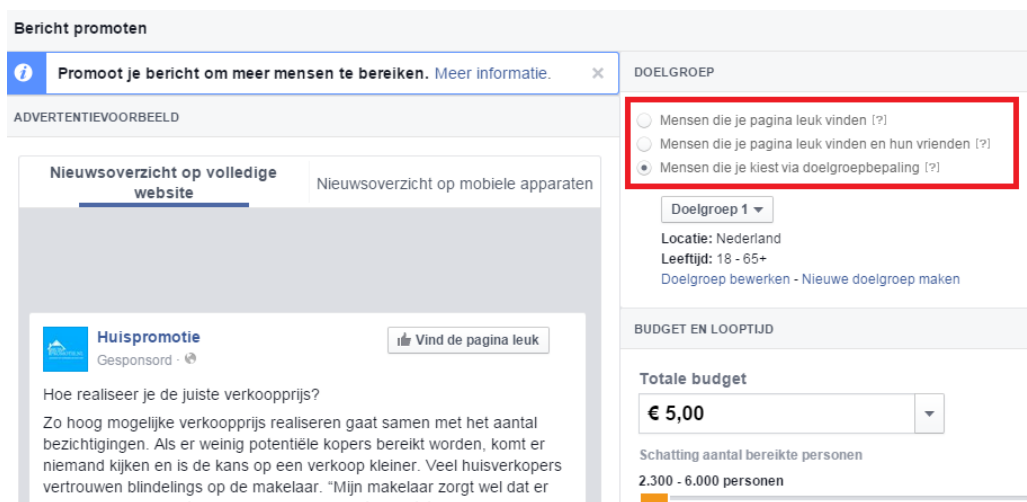 Bericht promoten
Promoot je bericht om meer mensen te bereiken. Meer informatie.
ADVERTENTIEVOORBEELD
Nieuwsoverzicht op volledige
website
Nieuwsoverzicht op mobiele apparaten
Huispromotie
Gesponsord ·
Vind de pagina leuk
Hoe realiseer je de juiste verkoopprijs?
Zo hoog mogelijke verkoopprijs realiseren gaat samen met het aantal
bezichtigingen. Als er weinig potentiële kopers bereikt worden, komt er
niemand kijken en is de kans op een verkoop kleiner. Veel huisverkopers
vertrouwen blindelings op de makelaar. “Mijn makelaar zorgt wel dat er
DOELGROEP
Mensen die je pagina leuk vinden [?]
Mensen die je pagina leuk vinden en hun vrienden [?]
Mensen die je kiest via doelgroepbepaling [?]
Doelgroep 1
Locatie: Nederland
Leeftijd: 18 - 65+
Doelgroep bewerken - Nieuwe doelgroep maken
BUDGET EN LOOPTIJD
Totale budget
€ 5,00
Schatting aantal bereikte personen
2.300 - 6.000 personen